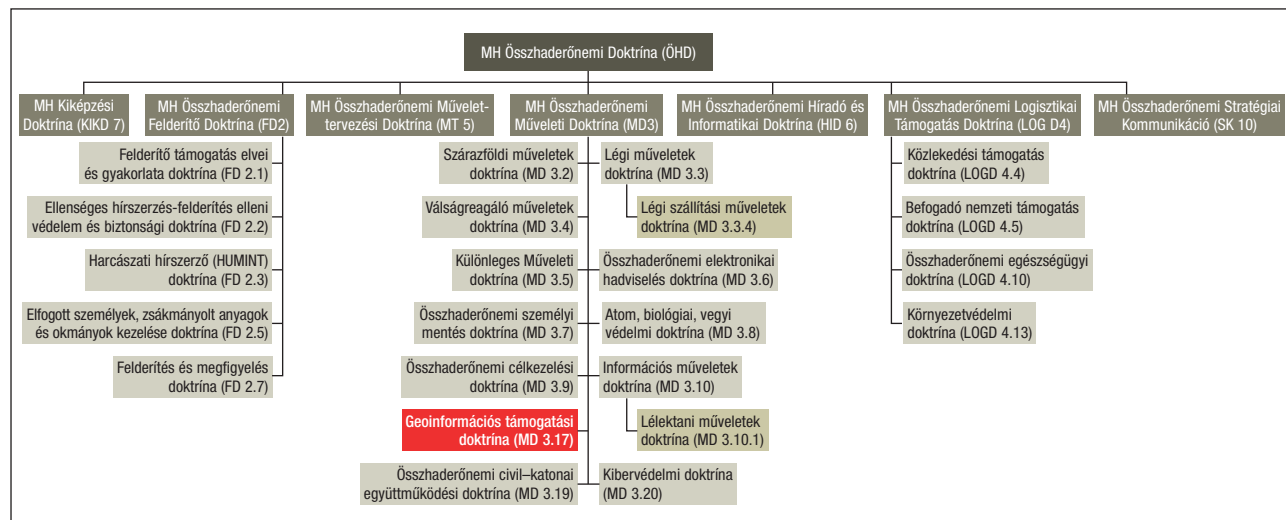 MH Összhaderőnemi Doktrína (ÖHD)
MH Kiképzési
Doktrína (KIKD 7)
MH Összhaderőnemi
Felderítő Doktrína (FD2)
MH Összhaderőnemi Művelet-
tervezési Doktrína (MT 5)
MH Összhaderőnemi
Műveleti Doktrína (MD3)
MH Összhaderőnemi Híradó és
Informatikai Doktrína (HID 6)
MH Összhaderőnemi Logisztikai
Támogatás Doktrína (LOG D4)
MH Összhaderőnemi Stratégiai
Kommunikáció (SK 10)
Felderítő támogatás elvei
és gyakorlata doktrína (FD 2.1)
Ellenséges hírszerzés-felderítés elleni
védelem és biztonsági doktrína (FD 2.2)
Harcászati hírszerző (HUMINT)
doktrína (FD 2.3)
Elfogott személyek, zsákmányolt anyagok
és okmányok kezelése doktrína (FD 2.5)
Felderítés és megfigyelés
doktrína (FD 2.7)
Szárazföldi műveletek
doktrína (MD 3.2)
Légi műveletek
doktrína (MD 3.3)
Légi szállítási műveletek
doktrína (MD 3.3.4)
Válságreagáló műveletek
doktrína (MD 3.4)
Különleges Műveleti
doktrína (MD 3.5)
Összhaderőnemi elektronikai
hadviselés doktrína (MD 3.6)
Összhaderőnemi személyi
mentés doktrína (MD 3.7)
Atom, biológiai, vegyi
védelmi doktrína (MD 3.8)
Összhaderőnemi célkezelési
doktrína (MD 3.9)
Információs műveletek
doktrína (MD 3.10)
Lélektani műveletek
doktrína (MD 3.10.1)
Geoinformációs támogatási
doktrína (MD 3.17)
Összhaderőnemi civil–katonai
együttműködési doktrína (MD 3.19)
Kibervédelmi doktrína
(MD 3.20)
Közlekedési támogatás
doktrína (LOGD 4.4)
Befogadó nemzeti támogatás
doktrína (LOGD 4.5)
Összhaderőnemi egészségügyi
doktrína (LOGD 4.10)
Környezetvédelmi
doktrína (LOGD 4.13)